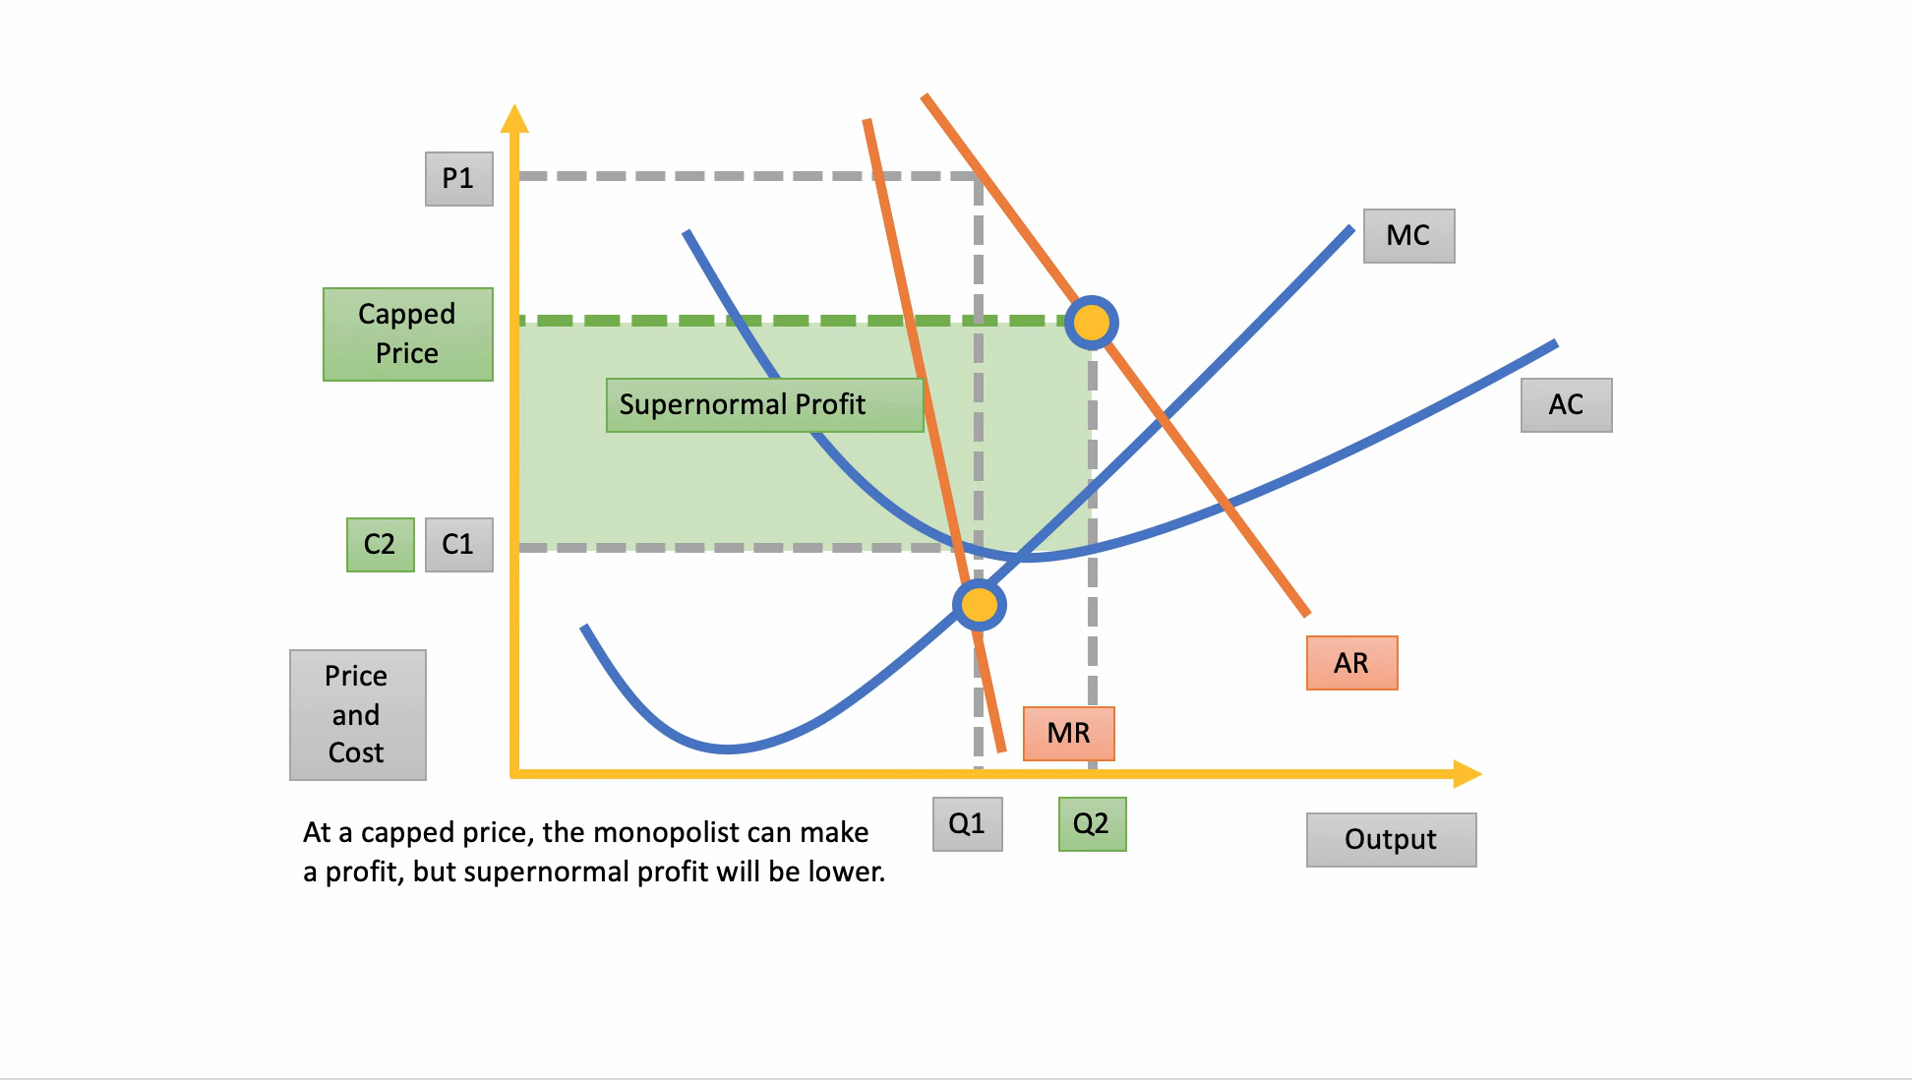 P1
MC
Capped
Price
Supernormal Profit
AC
C2
C1
Price
and
Cost
AR
MR
Q1
Q2
Output
At a capped price, the monopolist can make
a profit, but supernormal profit will be lower.